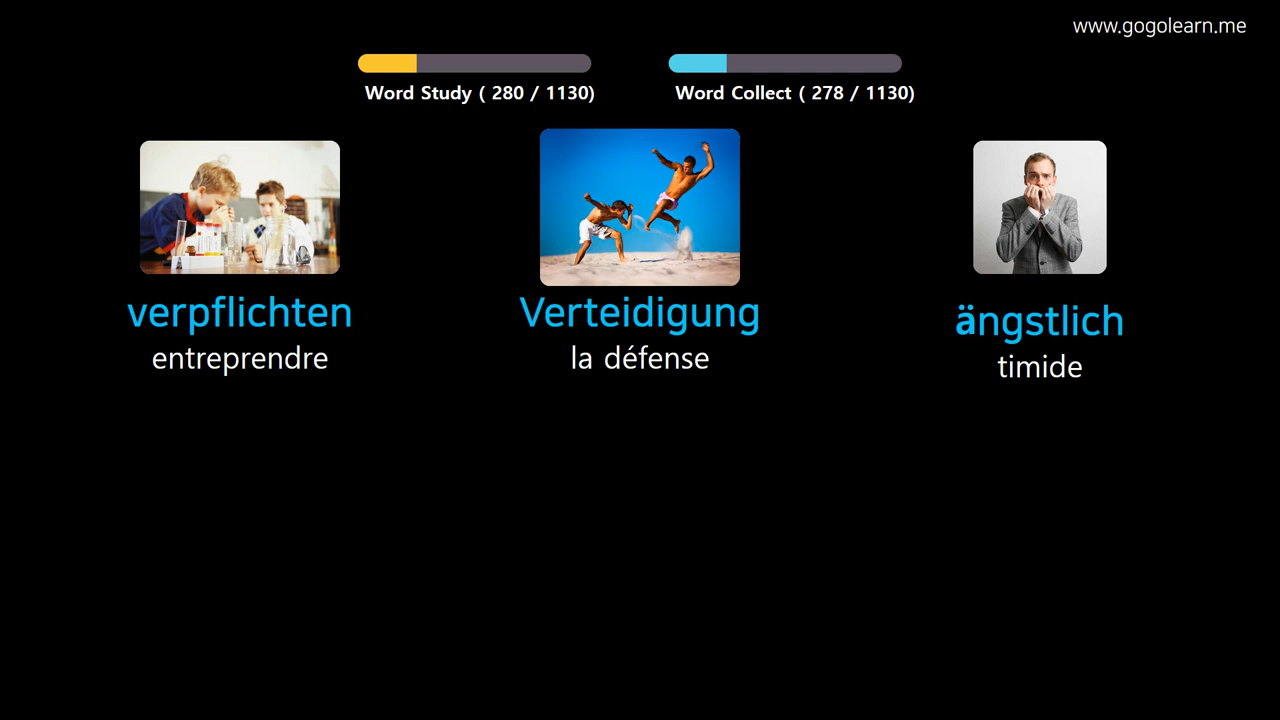 www.gogolearn.me
Word Study ( 280 / 1130)
Word Collect ( 278 / 1130)
verpflichten
entreprendre
Verteidigung
la défense
ängstlich
timide